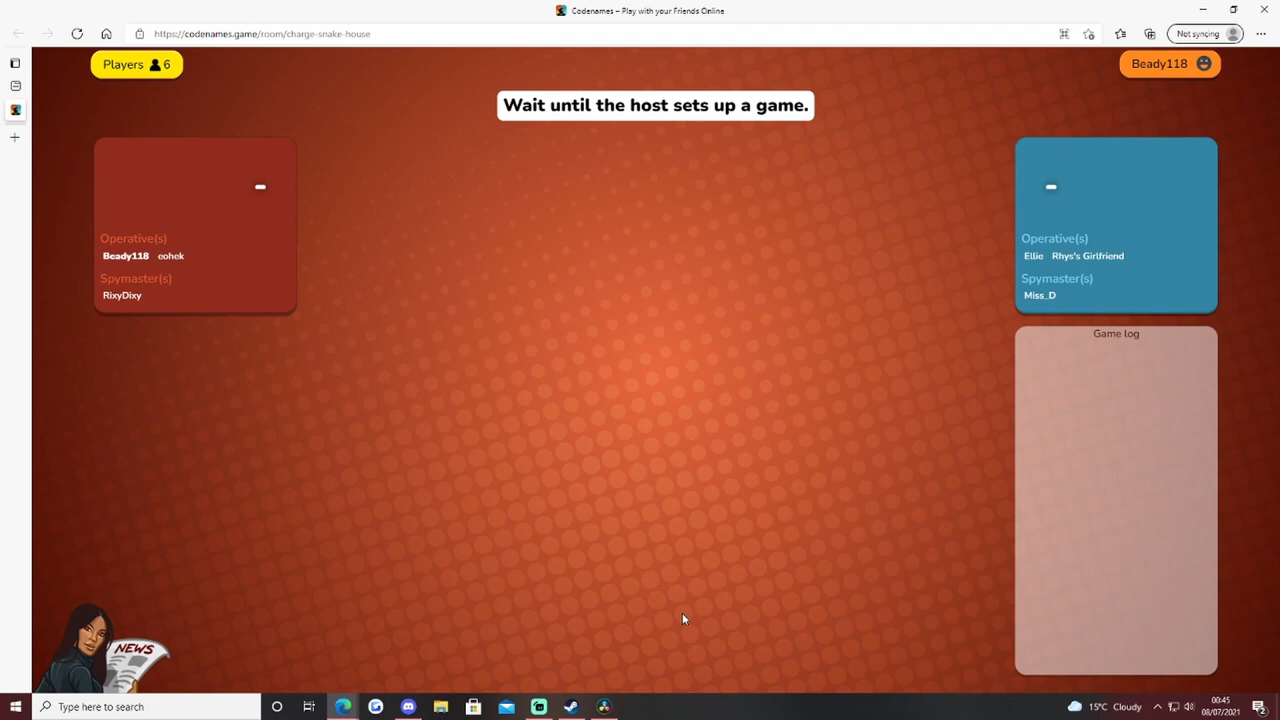 Codenames – Play with your Friends Online
https://codenames.game/room/charge-snake-house
Not syncing
Players 6
Beady118
Wait until the host sets up a game.
-
Operative(s)
Beady118 eohek
Spymaster(s)
RixyDixy
-
Operative(s)
Ellie Rhys's Girlfriend
Spymaster(s)
Miss_D
Game log
NEWS
Type here to search
15°C Cloudy
00:45
08/07/2021
2